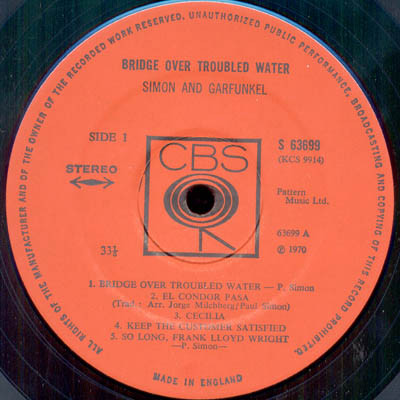 ALL RIGHTS OF THE MANUFACTURER AND OF THE OWNER OF THE RECORDED WORK RESERVED. UNAUTHORIZED PUBLIC PERFORMANCE, BROADCASTING AND COPYING OF THIS RECORD PROHIBITED.
BRIDGE OVER TROUBLED WATER
SIMON AND GARFUNKEL
SIDE 1
S 63699
(KCS 9914)
CBS
STEREO
Pattern
Music Ltd.
33⅓
63699 A
℗ 1970
1. BRIDGE OVER TROUBLED WATER — P. Simon
2. EL CONDOR PASA
(Trad: Arr. Jorge Milchberg/Paul Simon)
3. CECILIA
4. KEEP THE CUSTOMER SATISFIED
5. SO LONG, FRANK LLOYD WRIGHT
—P. Simon—
MADE IN ENGLAND